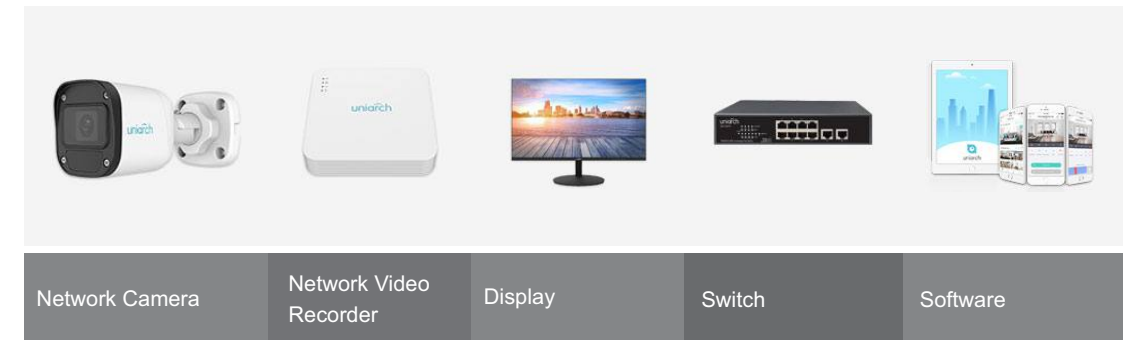 uniarch
uniarch
uniarch
uniarch
Network Camera
Network Video
Recorder
Display
Switch
Software